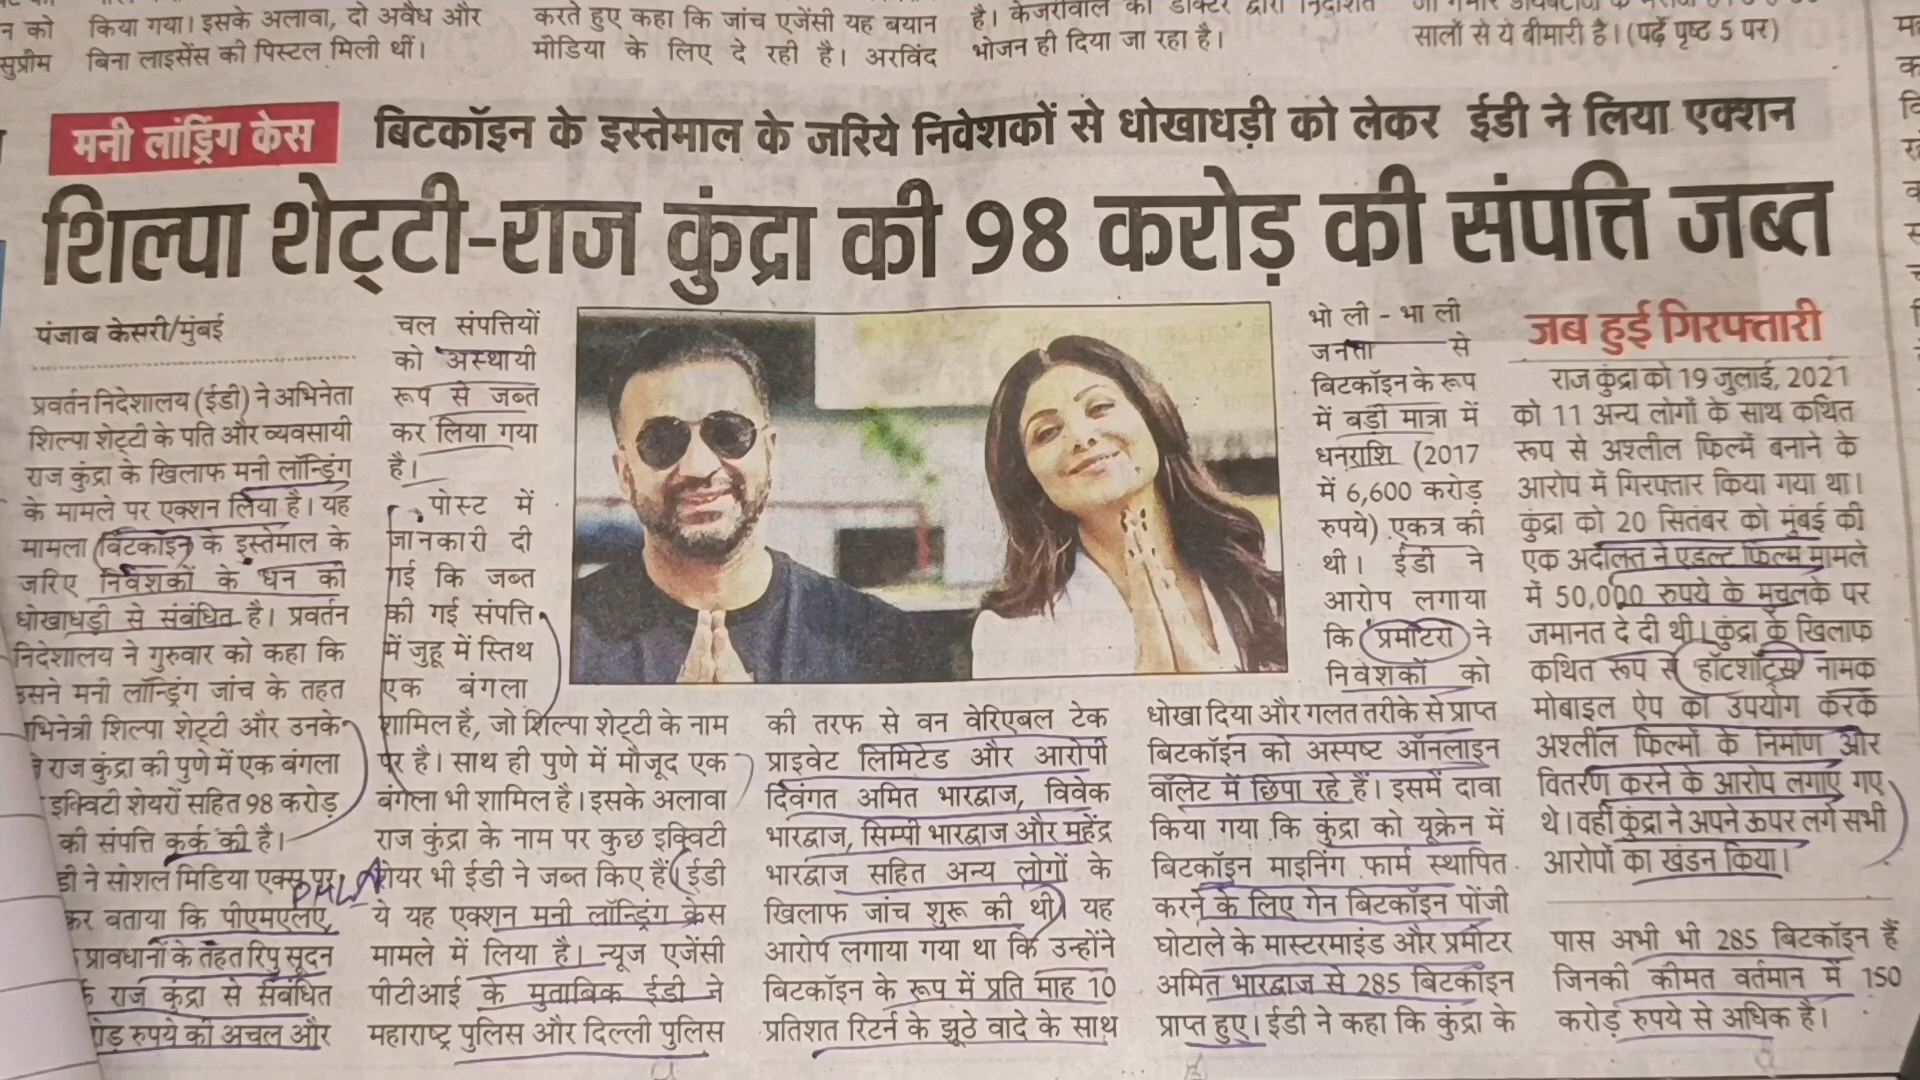 न को
सुप्रीम
किया गया। इसके अलावा, दो अवैध और
बिना लाइसेंस की पिस्टल मिली थीं।
करते हुए कहा कि जांच एजेंसी यह बयान
मीडिया के लिए दे रही है। अरविंद
है। केजरीवाल को डॉक्टर द्वारा निर्देशित
भोजन ही दिया जा रहा है।
सालों से ये बीमारी है। (पढ़ें पृष्ठ 5 पर)
मनी लांड्रिंग केस
बिटकॉइन के इस्तेमाल के जरिये निवेशकों से धोखाधड़ी को लेकर ईडी ने लिया एक्शन
शिल्पा शेट्टी-राज कुंद्रा की 98 करोड़ की संपत्ति जब्त
पंजाब केसरी/मुंबई
प्रवर्तन निदेशालय (ईडी) ने अभिनेता
शिल्पा शेट्टी के पति और व्यवसायी
राज कुंद्रा के खिलाफ मनी लॉन्ड्रिंग
के मामले पर एक्शन लिया है। यह
मामला बिटकॉइन के इस्तेमाल के
जरिए निवेशकों के धन की
धोखाधड़ी से संबंधित है। प्रवर्तन
निदेशालय ने गुरुवार को कहा कि
उसने मनी लॉन्ड्रिंग जांच के तहत
भिनेत्री शिल्पा शेट्टी और उनके
राज कुंद्रा की पुणे में एक बंगला
इक्विटी शेयरों सहित 98 करोड़
की संपत्ति कुर्क की है।
डी ने सोशल मिडिया एक्स पर
कर बताया कि पीएमएलए,
PMLA
प्रावधानों के तहत रिपु सूदन
राज कुंद्रा से संबंधित
ड़ रुपये की अचल और
चल संपत्तियों
को अस्थायी
रूप से जब्त
कर लिया गया
है।
पोस्ट में
जानकारी दी
गई कि जब्त
की गई संपत्ति
में जुहू में स्तिथ
एक बंगला
शामिल है, जो शिल्पा शेट्टी के नाम
पर है। साथ ही पुणे में मौजूद एक
बंगला भी शामिल है। इसके अलावा
राज कुंद्रा के नाम पर कुछ इक्विटी
शेयर भी ईडी ने जब्त किए हैं। ईडी
ये यह एक्शन मनी लॉन्ड्रिंग केस
मामले में लिया है। न्यूज एजेंसी
पीटीआई के मुताबिक ईडी ने
महाराष्ट्र पुलिस और दिल्ली पुलिस
की तरफ से वन वेरिएबल टेक
प्राइवेट लिमिटेड और आरोपी
दिवंगत अमित भारद्वाज, विवेक
भारद्वाज, सिम्पी भारद्वाज और महेंद्र
भारद्वाज सहित अन्य लोगों के
खिलाफ जांच शुरू की थी। यह
आरोप लगाया गया था कि उन्होंने
बिटकॉइन के रूप में प्रति माह 10
प्रतिशत रिटर्न के झूठे वादे के साथ
भोली-भाली
जनता से
बिटकॉइन के रूप
में बड़ी मात्रा में
धनराशि (2017
में 6,600 करोड़
रुपये) एकत्र की
थी। ईडी ने
आरोप लगाया
कि प्रमोटरों ने
निवेशकों को
धोखा दिया और गलत तरीके से प्राप्त
बिटकॉइन को अस्पष्ट ऑनलाइन
वॉलेट में छिपा रहे हैं। इसमें दावा
किया गया कि कुंद्रा को यूक्रेन में
बिटकॉइन माइनिंग फार्म स्थापित
करने के लिए गेन बिटकॉइन पोंजी
घोटाले के मास्टरमाइंड और प्रमोटर
अमित भारद्वाज से 285 बिटकॉइन
प्राप्त हुए। ईडी ने कहा कि कुंद्रा के
जब हुई गिरफ्तारी
राज कुंद्रा को 19 जुलाई, 2021
को 11 अन्य लोगों के साथ कथित
रूप से अश्लील फिल्में बनाने के
आरोप में गिरफ्तार किया गया था।
कुंद्रा को 20 सितंबर को मुंबई की
एक अदालत ने एडल्ट फिल्म मामले
में 50,000 रुपये के मुचलके पर
जमानत दे दी थी। कुंद्रा के खिलाफ
कथित रूप से हॉटशॉट्स नामक
मोबाइल ऐप का उपयोग करके
अश्लील फिल्मों के निर्माण और
वितरण करने के आरोप लगाए गए
थे। वहीं कुंद्रा ने अपने ऊपर लगे सभी
आरोपों का खंडन किया।
पास अभी भी 285 बिटकॉइन हैं
जिनकी कीमत वर्तमान में 150
करोड़ रुपये से अधिक है।